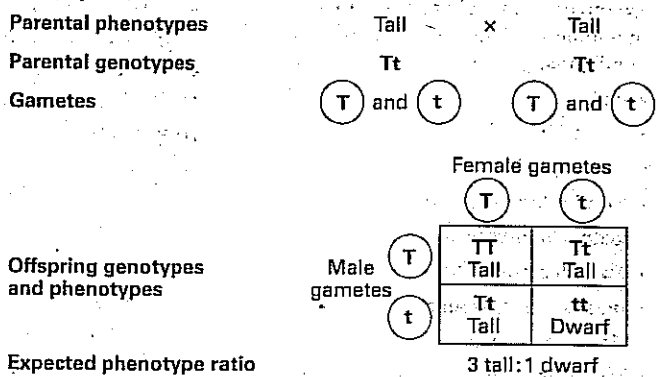 Parental phenotypes Tall × Tall
Parental genotypes Tt Tt
Gametes T and t T and t
Female gametes
T t
T TT Tt
Offspring genotypes Male Tall Tall
and phenotypes gametes
t Tt tt
Tall Dwarf
Expected phenotype ratio 3 tall:1 dwarf